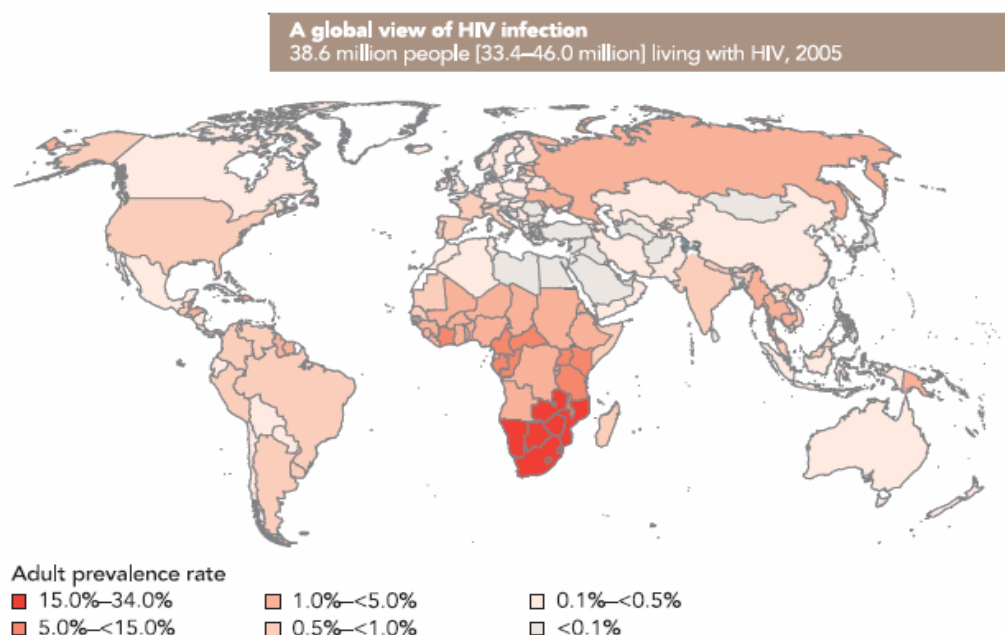 A global view of HIV infection
38.6 million people [33.4–46.0 million] living with HIV, 2005
Adult prevalence rate
15.0%–34.0%
5.0%–<15.0%
1.0%–<5.0%
0.5%–<1.0%
0.1%–<0.5%
<0.1%